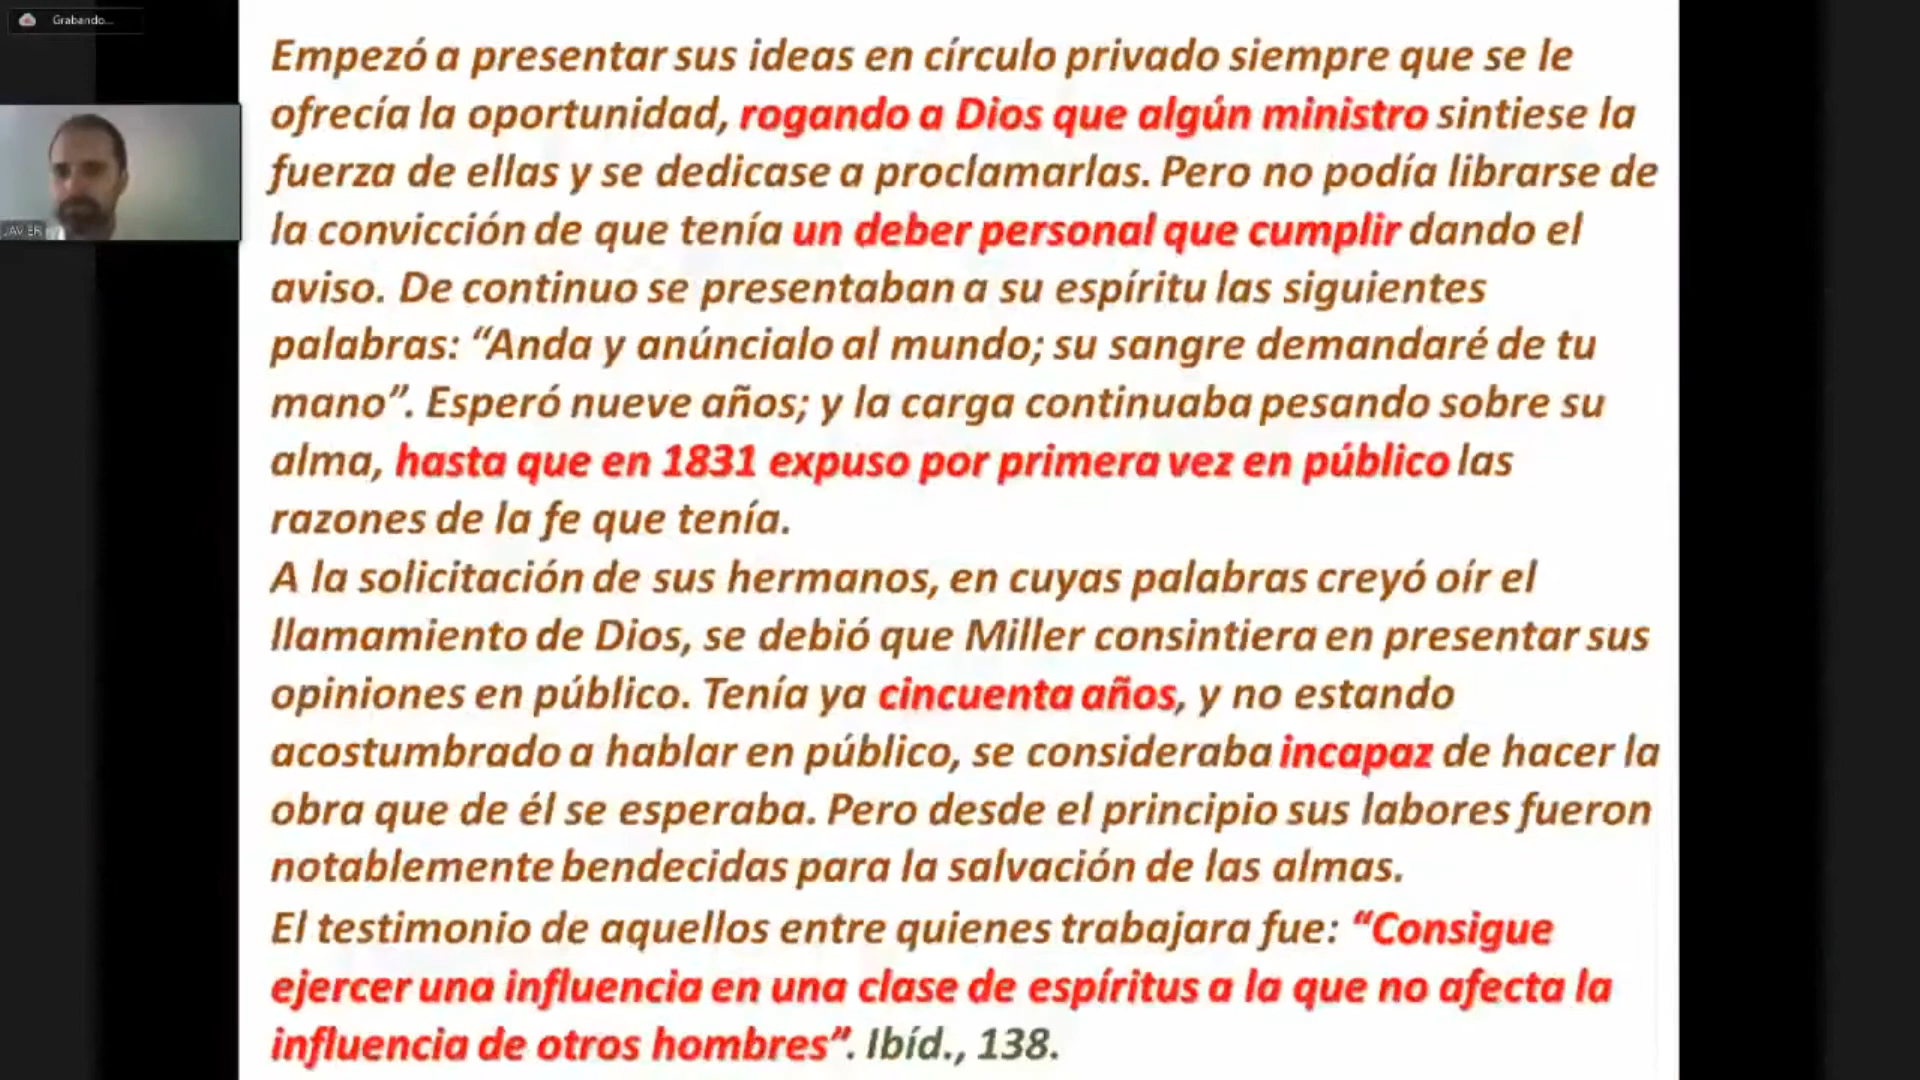 Grabando...
JAVIER
Empezó a presentar sus ideas en círculo privado siempre que se le
ofrecía la oportunidad, rogando a Dios que algún ministro sintiese la
fuerza de ellas y se dedicase a proclamarlas. Pero no podía librarse de
la convicción de que tenía un deber personal que cumplir dando el
aviso. De continuo se presentaban a su espíritu las siguientes
palabras: “Anda y anúncialo al mundo; su sangre demandaré de tu
mano”. Esperó nueve años; y la carga continuaba pesando sobre su
alma, hasta que en 1831 expuso por primera vez en público las
razones de la fe que tenía.
A la solicitación de sus hermanos, en cuyas palabras creyó oír el
llamamiento de Dios, se debió que Miller consintiera en presentar sus
opiniones en público. Tenía ya cincuenta años, y no estando
acostumbrado a hablar en público, se consideraba incapaz de hacer la
obra que de él se esperaba. Pero desde el principio sus labores fueron
notablemente bendecidas para la salvación de las almas.
El testimonio de aquellos entre quienes trabajara fue: “Consigue
ejercer una influencia en una clase de espíritus a la que no afecta la
influencia de otros hombres”. Ibíd., 138.